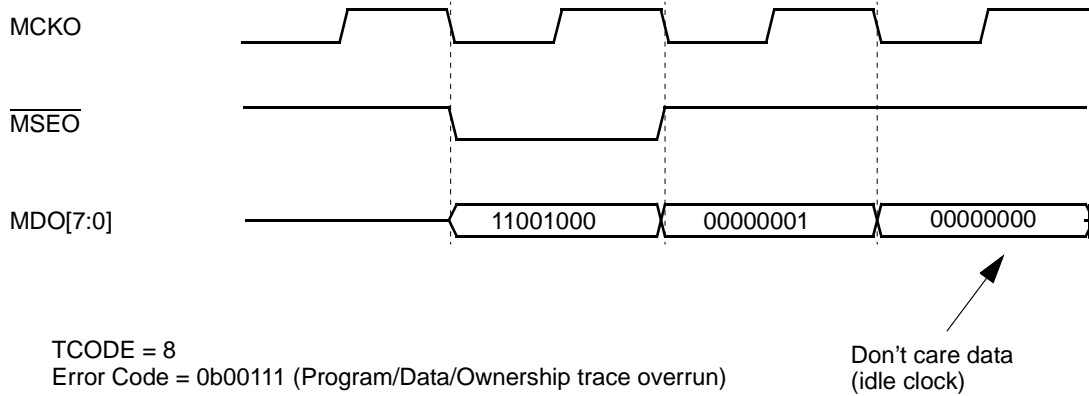 MCKO
MSEO
MDO[7:0]
11001000
00000001
00000000
TCODE = 8
Error Code = 0b00111 (Program/Data/Ownership trace overrun)
Don't care data
(idle clock)